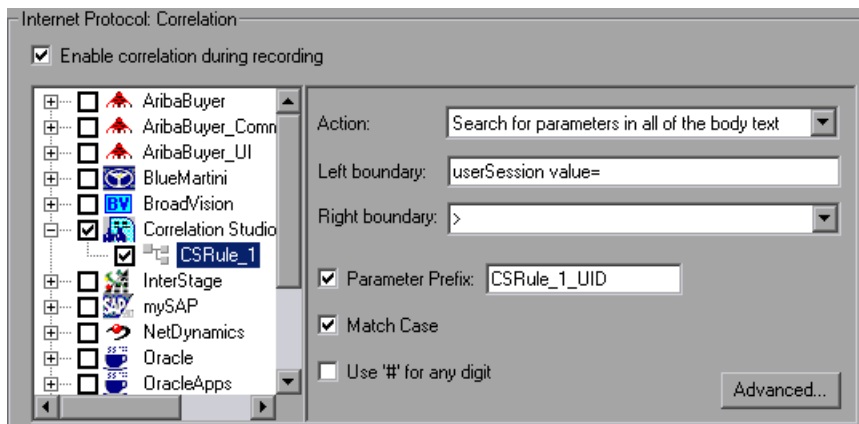 Internet Protocol: Correlation
Enable correlation during recording
AribaBuyer
AribaBuyer_Comn
AribaBuyer_UI
BlueMartini
BV BroadVision
Correlation Studio
CSRule_1
InterStage
mySAP
NetDynamics
Oracle
OracleApps
Action: Search for parameters in all of the body text
Left boundary: userSession value=
Right boundary: >
Parameter Prefix: CSRule_1_UID
Match Case
Use '#' for any digit
Advanced...